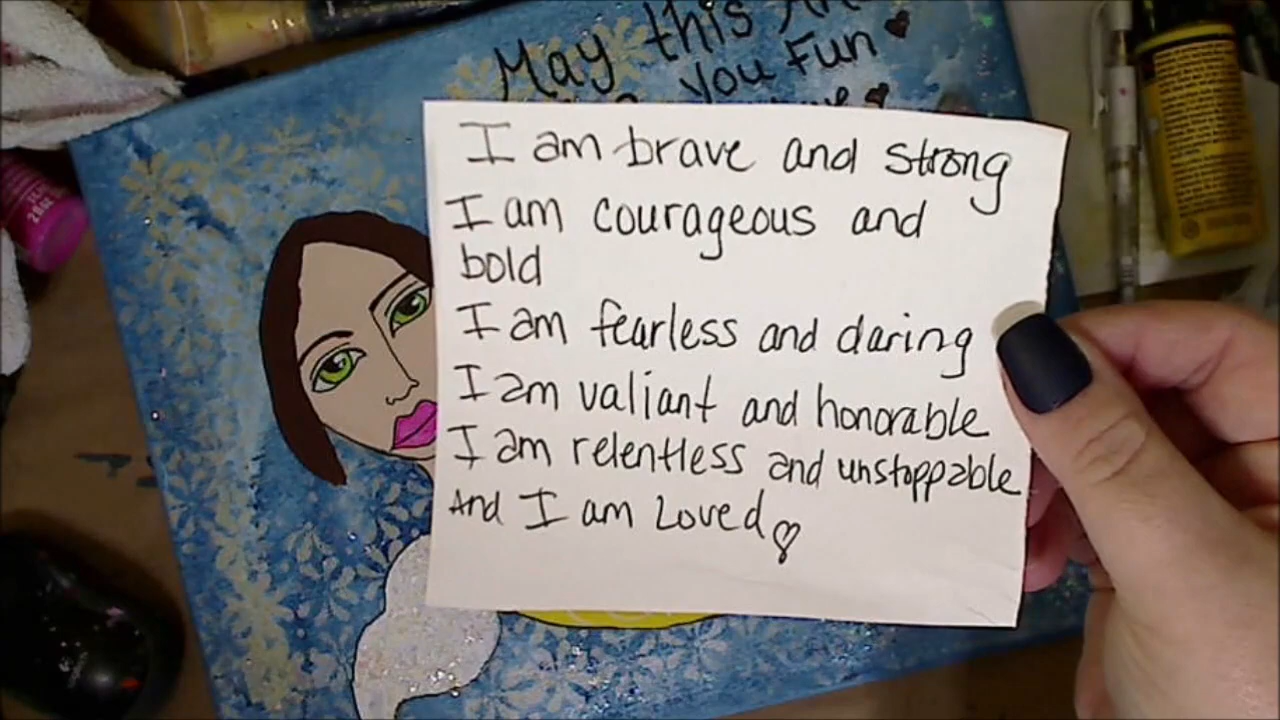 May this
you Fun
I am brave and strong
I am courageous and
bold
I am fearless and daring
I am valiant and honorable
I am relentless and unstoppable
And I am Loved